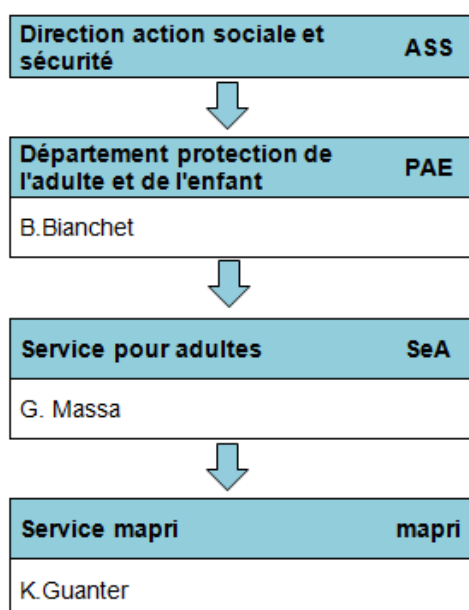 Direction action sociale et ASS
sécurité
Département protection de PAE
l'adulte et de l'enfant
B.Bianchet
Service pour adultes SeA
G. Massa
Service mapri mapri
K.Guanter